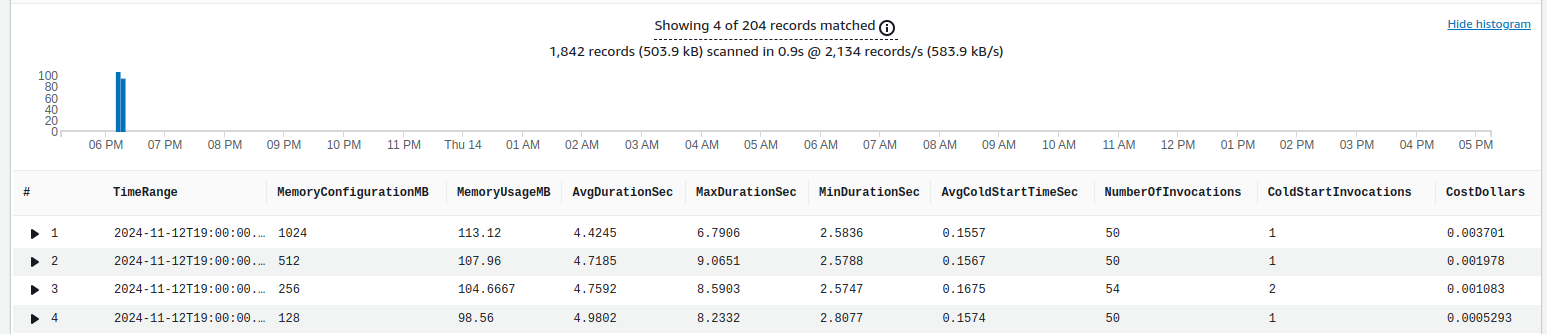 Showing 4 of 204 records matched
Hide histogram
1,842 records (503.9 kB) scanned in 0.9s @ 2,134 records/s (583.9 kB/s)
100
80
60
40
20
0
06 PM 07 PM 08 PM 09 PM 10 PM 11 PM Thu 14 01 AM 02 AM 03 AM 04 AM 05 AM 06 AM 07 AM 08 AM 09 AM 10 AM 11 AM 12 PM 01 PM 02 PM 03 PM 04 PM 05 PM
# TimeRange MemoryConfigurationMB MemoryUsageMB AvgDurationSec MaxDurationSec MinDurationSec AvgColdStartTimeSec NumberOfInvocations ColdStartInvocations CostDollars
1 2024-11-12T19:00:00.… 1024 113.12 4.4245 6.7906 2.5836 0.1557 50 1 0.003701
2 2024-11-12T19:00:00.… 512 107.96 4.7185 9.0651 2.5788 0.1567 50 1 0.001978
3 2024-11-12T19:00:00.… 256 104.6667 4.7592 8.5903 2.5747 0.1675 54 2 0.001083
4 2024-11-12T19:00:00.… 128 98.56 4.9802 8.2332 2.8077 0.1574 50 1 0.0005293